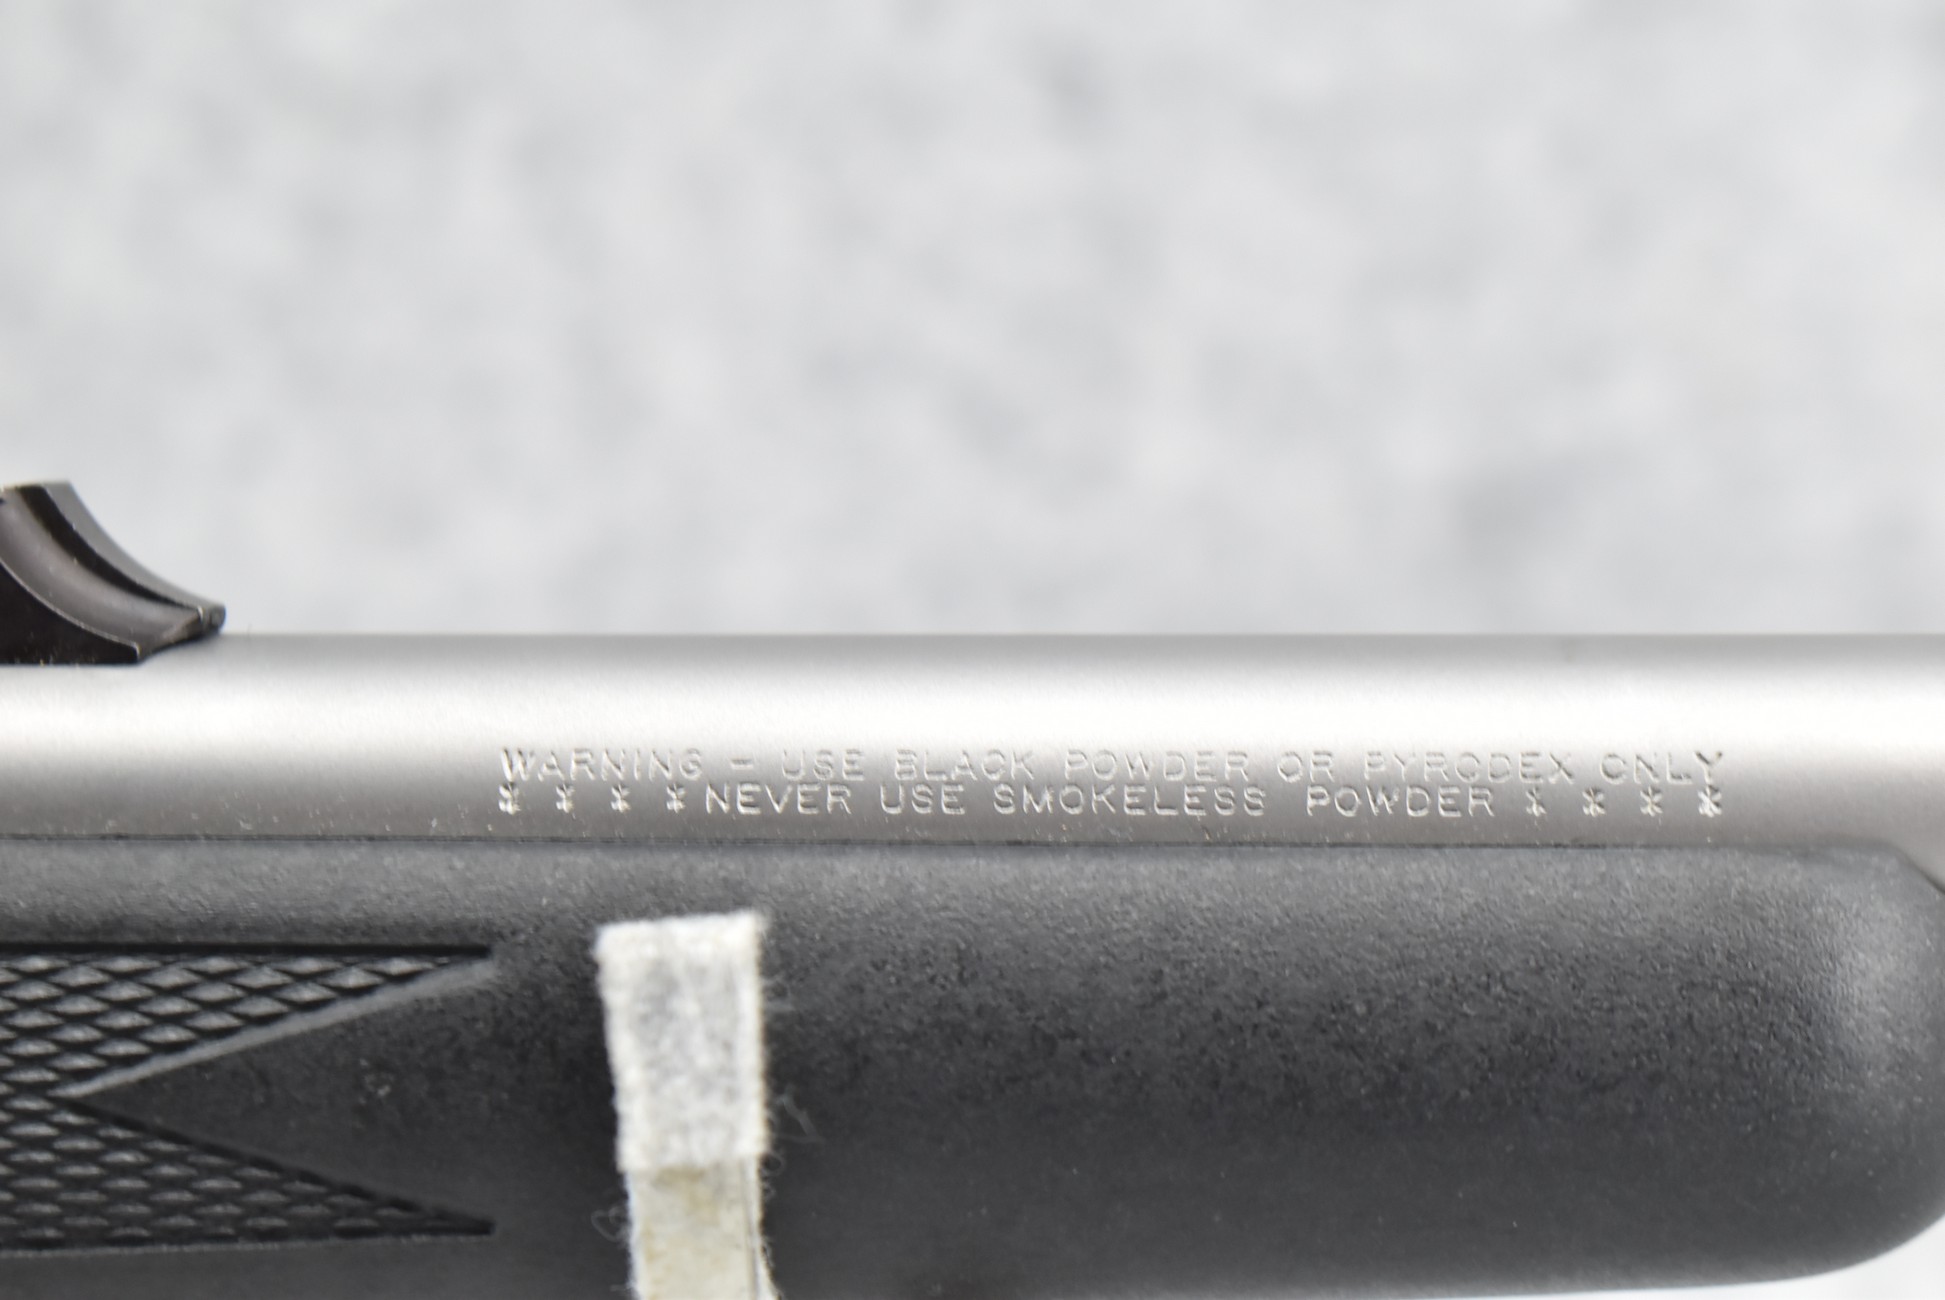 WARNING - USE BLACK POWDER OR PYRODEX ONLY
* * * * NEVER USE SMOKELESS POWDER * * * *